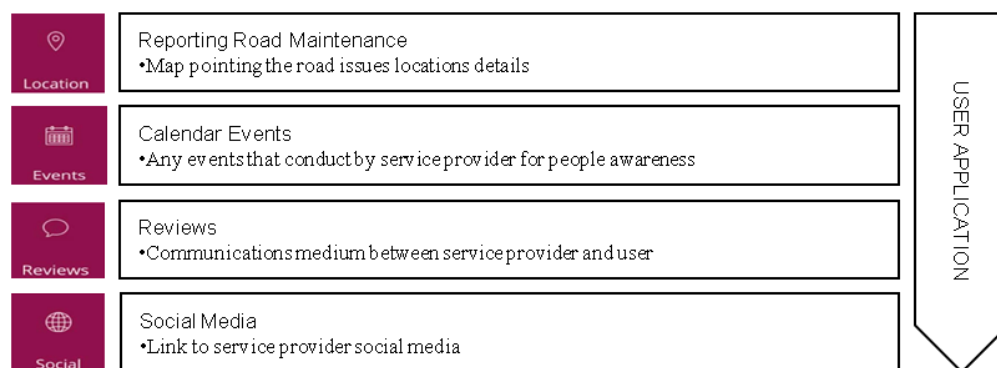 Location
Reporting Road Maintenance
•Map pointing the road issues locations details
Events
Calendar Events
•Any events that conduct by service provider for people awareness
Reviews
Reviews
•Communications medium between service provider and user
Social
Social Media
•Link to service provider social media
USER APPLICATION